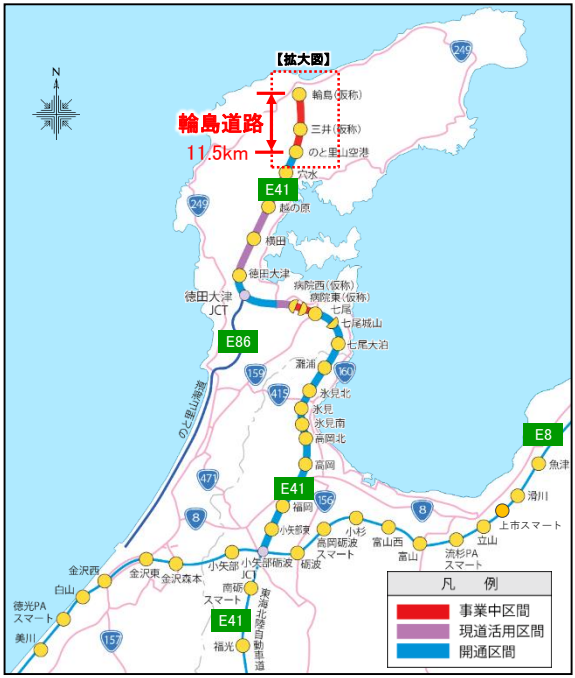 【拡大図】
249
N
輪島(仮称)
輪島道路
三井(仮称)
11.5km
のと里山空港
穴水
E41
越の原
249
横田
徳田大津
病院西(仮称)
徳田大津
JCT
病院東(仮称)
七尾
七尾城山
E86
七尾大泊
灘浦
160
159
のと里山海道
415
氷見北
氷見
氷見南
高岡北
E8
高岡
魚津
471
E41
156
滑川
福岡
8
8
上市スマート
小矢部東
小杉
高岡砺波
スマート
富山西
富山
立山
流杉PA
スマート
金沢西
金沢東
金沢森本
小矢部
小矢部砺波
JCT
砺波
白山
南砺
スマート
東海北陸自動車道
徳光PA
スマート
E41
美川
157
福光
凡 例
事業中区間
現道活用区間
開通区間